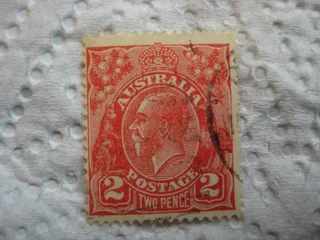 AUSTRALIA
POSTAGE
2 2
TWO PENCE